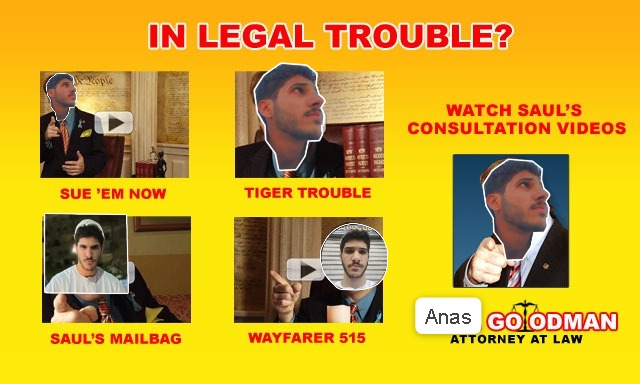 IN LEGAL TROUBLE?
SUE 'EM NOW
TIGER TROUBLE
SAUL'S MAILBAG
WAYFARER 515
WATCH SAUL'S
CONSULTATION VIDEOS
Anas GOODMAN
ATTORNEY AT LAW